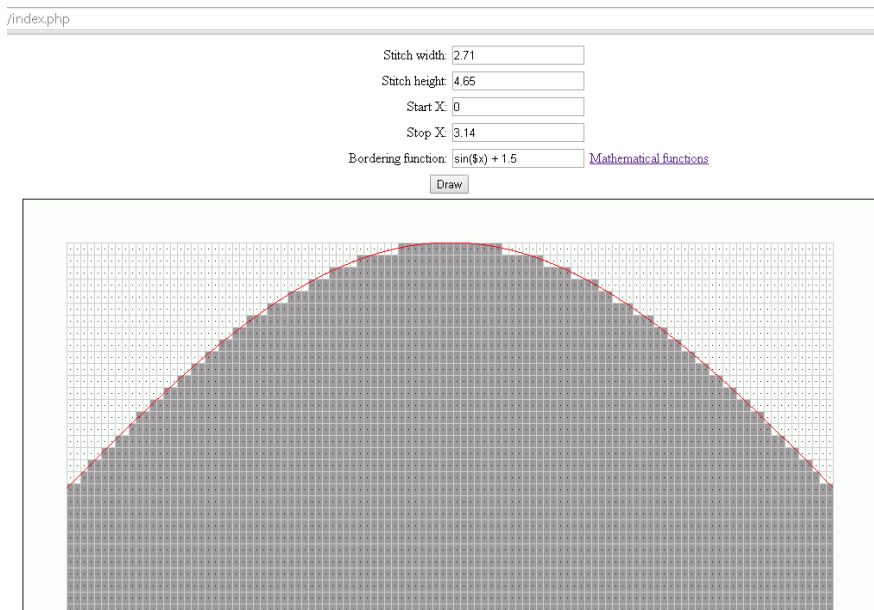 /index.php
Stitch width: 2.71
Stitch height: 4.65
Start X: 0
Stop X: 3.14
Bordering function: sin($x) + 1.5 Mathematical functions
Draw